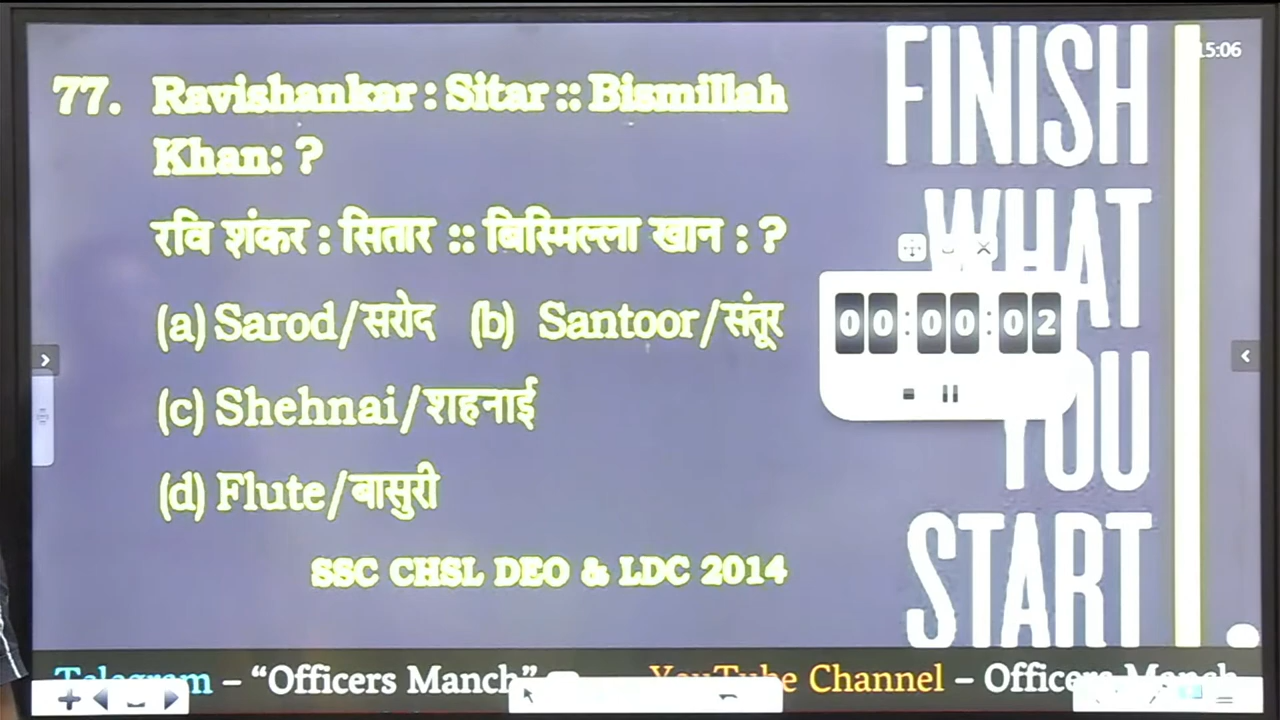 FINISH
WHAT
YOU
START.
15:06
77. Ravishankar : Sitar :: Bismillah
Khan: ?
रवि शंकर : सितार :: बिस्मिल्ला खान : ?
(a) Sarod/सरोद (b) Santoor/संतूर
(c) Shehnai/शहनाई
(d) Flute/बासुरी
SSC CHSL DEO & LDC 2014
00:00:02
Telegram – “Officers Manch” YouTube Channel – Officers Manch